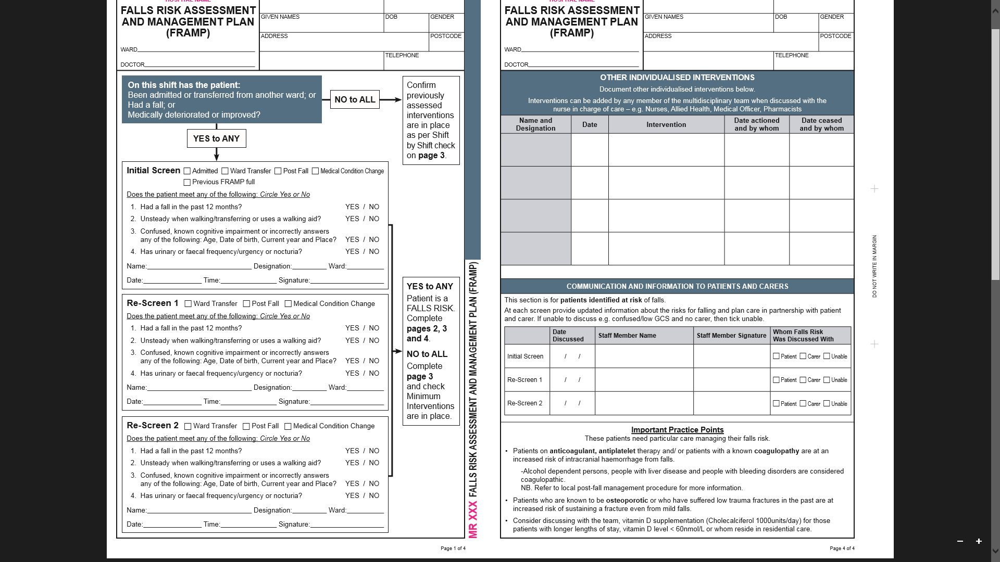 HOSPITAL NAME
FALLS RISK ASSESSMENT
AND MANAGEMENT PLAN
(FRAMP)
WARD
DOCTOR
GIVEN NAMES
DOB
GENDER
ADDRESS
POSTCODE
TELEPHONE
On this shift has the patient:
Been admitted or transferred from another ward; or
Had a fall; or
Medically deteriorated or improved?
NO to ALL
Confirm
previously
assessed
interventions
are in place
as per Shift
by Shift check
on page 3.
YES to ANY
Initial Screen Admitted Ward Transfer Post Fall Medical Condition Change
Previous FRAMP full
Does the patient meet any of the following: Circle Yes or No
1. Had a fall in the past 12 months? YES / NO
2. Unsteady when walking/transferring or uses a walking aid? YES / NO
3. Confused, known cognitive impairment or incorrectly answers
any of the following: Age, Date of birth, Current year and Place? YES / NO
4. Has urinary or faecal frequency/urgency or nocturia? YES / NO
Name: Designation: Ward:
Date: Time: Signature:
Re-Screen 1 Ward Transfer Post Fall Medical Condition Change
Does the patient meet any of the following: Circle Yes or No
1. Had a fall in the past 12 months? YES / NO
2. Unsteady when walking/transferring or uses a walking aid? YES / NO
3. Confused, known cognitive impairment or incorrectly answers
any of the following: Age, Date of birth, Current year and Place? YES / NO
4. Has urinary or faecal frequency/urgency or nocturia? YES / NO
Name: Designation: Ward:
Date: Time: Signature:
Re-Screen 2 Ward Transfer Post Fall Medical Condition Change
Does the patient meet any of the following: Circle Yes or No
1. Had a fall in the past 12 months? YES / NO
2. Unsteady when walking/transferring or uses a walking aid? YES / NO
3. Confused, known cognitive impairment or incorrectly answers
any of the following: Age, Date of birth, Current year and Place? YES / NO
4. Has urinary or faecal frequency/urgency or nocturia? YES / NO
Name: Designation: Ward:
Date: Time: Signature:
YES to ANY
Patient is a
FALLS RISK.
Complete
pages 2, 3
and 4.
NO to ALL
Complete
page 3
and check
Minimum
Interventions
are in place.
MR XXX FALLS RISK ASSESSMENT AND MANAGEMENT PLAN (FRAMP)
Page 1 of 4
HOSPITAL NAME
FALLS RISK ASSESSMENT
AND MANAGEMENT PLAN
(FRAMP)
WARD
DOCTOR
GIVEN NAMES
DOB
GENDER
ADDRESS
POSTCODE
TELEPHONE
OTHER INDIVIDUALISED INTERVENTIONS
Document other individualised interventions below.
Interventions can be added by any member of the multidisciplinary team when discussed with the
nurse in charge of care – e.g. Nurses, Allied Health, Medical Officer, Pharmacists
Name and
Designation
Date
Intervention
Date actioned
and by whom
Date ceased
and by whom
COMMUNICATION AND INFORMATION TO PATIENTS AND CARERS
This section is for patients identified at risk of falls.
At each screen provide updated information about the risks for falling and plan care in partnership with patient
and carer. If unable to discuss e.g. confused/low GCS and no carer, then tick unable.
Date
Discussed
Staff Member Name
Staff Member Signature
Whom Falls Risk
Was Discussed With
Initial Screen / / Patient Carer Unable
Re-Screen 1 / / Patient Carer Unable
Re-Screen 2 / / Patient Carer Unable
Important Practice Points
These patients need particular care managing their falls risk.
• Patients on anticoagulant, antiplatelet therapy and/ or patients with a known coagulopathy are at an
increased risk of intracranial haemorrhage from falls.
-Alcohol dependent persons, people with liver disease and people with bleeding disorders are considered
coagulopathic.
NB. Refer to local post-fall management procedure for more information.
• Patients who are known to be osteoporotic or who have suffered low trauma fractures in the past are at
increased risk of sustaining a fracture even from mild falls.
• Consider discussing with the team, vitamin D supplementation (Cholecalciferol 1000units/day) for those
patients with longer lengths of stay, vitamin D level < 60nmol/L or whom reside in residential care.
DO NOT WRITE IN MARGIN
Page 4 of 4